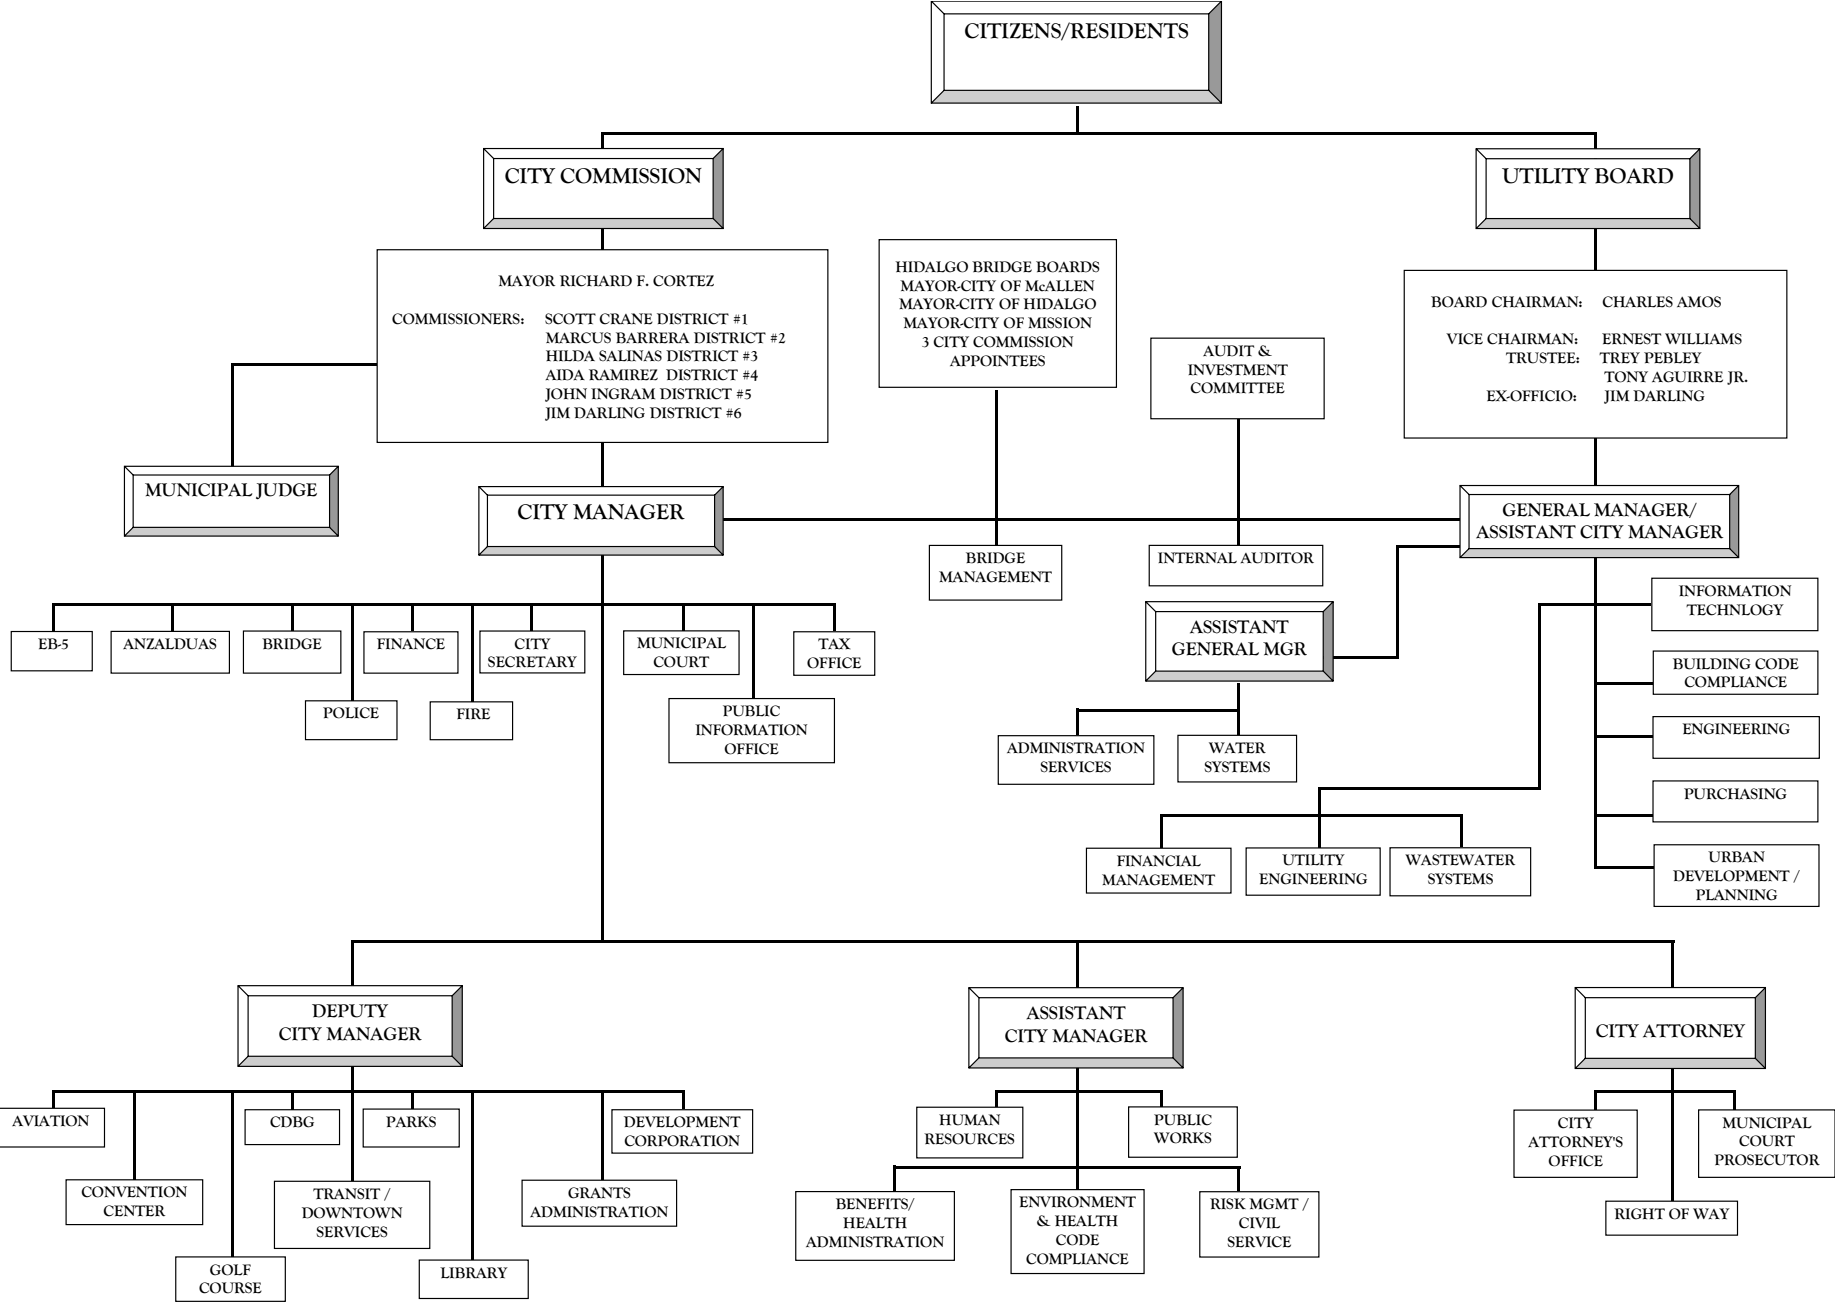 CITIZENS/RESIDENTS
CITY COMMISSION
UTILITY BOARD
MAYOR RICHARD F. CORTEZ
COMMISSIONERS: SCOTT CRANE DISTRICT #1
MARCUS BARRERA DISTRICT #2
HILDA SALINAS DISTRICT #3
AIDA RAMIREZ DISTRICT #4
JOHN INGRAM DISTRICT #5
JIM DARLING DISTRICT #6
HIDALGO BRIDGE BOARDS
MAYOR-CITY OF McALLEN
MAYOR-CITY OF HIDALGO
MAYOR-CITY OF MISSION
3 CITY COMMISSION
APPOINTEES
AUDIT &
INVESTMENT
COMMITTEE
BOARD CHAIRMAN: CHARLES AMOS
VICE CHAIRMAN: ERNEST WILLIAMS
TRUSTEE: TREY PEBLEY
TONY AGUIRRE JR.
EX-OFFICIO: JIM DARLING
MUNICIPAL JUDGE
CITY MANAGER
GENERAL MANAGER/
ASSISTANT CITY MANAGER
BRIDGE
MANAGEMENT
INTERNAL AUDITOR
ASSISTANT
GENERAL MGR
INFORMATION
TECHNLOGY
BUILDING CODE
COMPLIANCE
ENGINEERING
PURCHASING
URBAN
DEVELOPMENT /
PLANNING
EB-5
ANZALDUAS
BRIDGE
FINANCE
CITY
SECRETARY
MUNICIPAL
COURT
TAX
OFFICE
POLICE
FIRE
PUBLIC
INFORMATION
OFFICE
ADMINISTRATION
SERVICES
WATER
SYSTEMS
FINANCIAL
MANAGEMENT
UTILITY
ENGINEERING
WASTEWATER
SYSTEMS
DEPUTY
CITY MANAGER
ASSISTANT
CITY MANAGER
CITY ATTORNEY
AVIATION
CDBG
PARKS
DEVELOPMENT
CORPORATION
CONVENTION
CENTER
TRANSIT /
DOWNTOWN
SERVICES
GRANTS
ADMINISTRATION
GOLF
COURSE
LIBRARY
HUMAN
RESOURCES
PUBLIC
WORKS
BENEFITS/
HEALTH
ADMINISTRATION
ENVIRONMENT
& HEALTH
CODE
COMPLIANCE
RISK MGMT /
CIVIL
SERVICE
CITY
ATTORNEY'S
OFFICE
MUNICIPAL
COURT
PROSECUTOR
RIGHT OF WAY